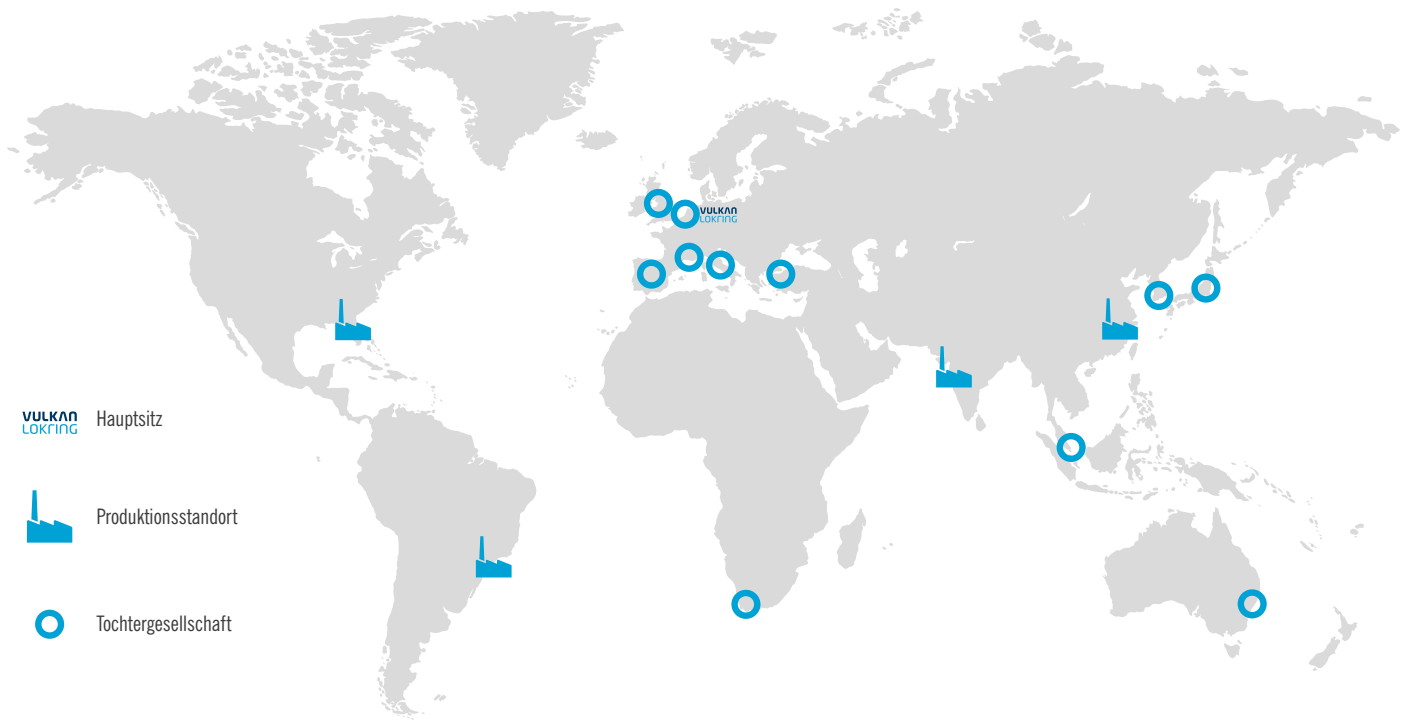 VULKAN
LOKRING
VULKAN
LOKRING
Hauptsitz
Produktionsstandort
Tochtergesellschaft